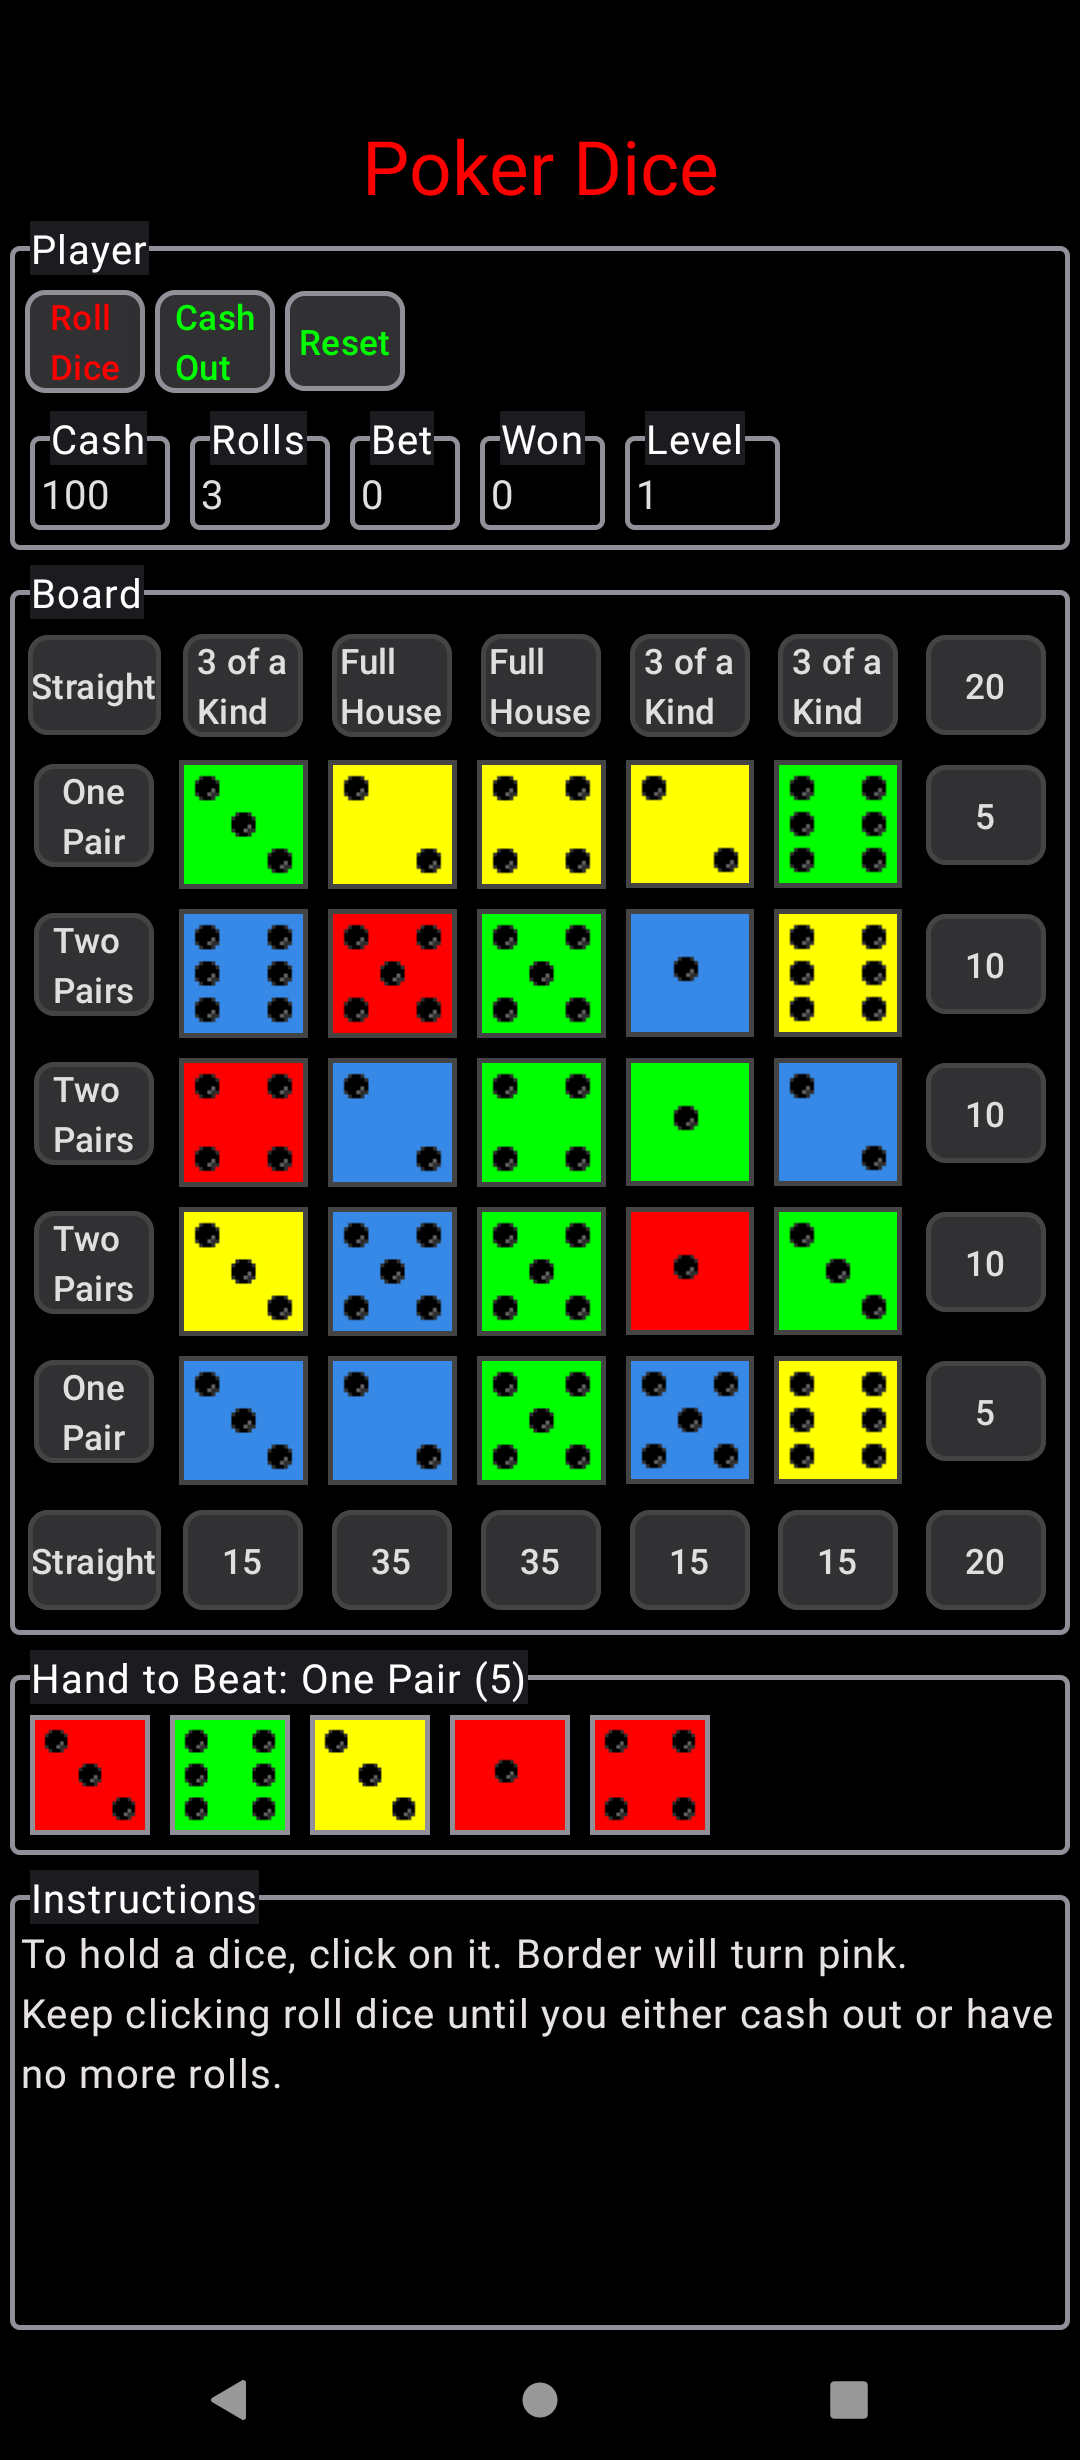 Poker Dice
Player
Roll
Dice
Cash
Out
Reset
Cash
Rolls
Bet
Won
Level
100
3
0
0
1
Board
Straight
3 of a
Kind
Full
House
Full
House
3 of a
Kind
3 of a
Kind
20
One
Pair
5
Two
Pairs
10
Two
Pairs
10
Two
Pairs
10
One
Pair
5
Straight
15
35
35
15
15
20
Hand to Beat: One Pair (5)
Instructions
To hold a dice, click on it. Border will turn pink.
Keep clicking roll dice until you either cash out or have
no more rolls.